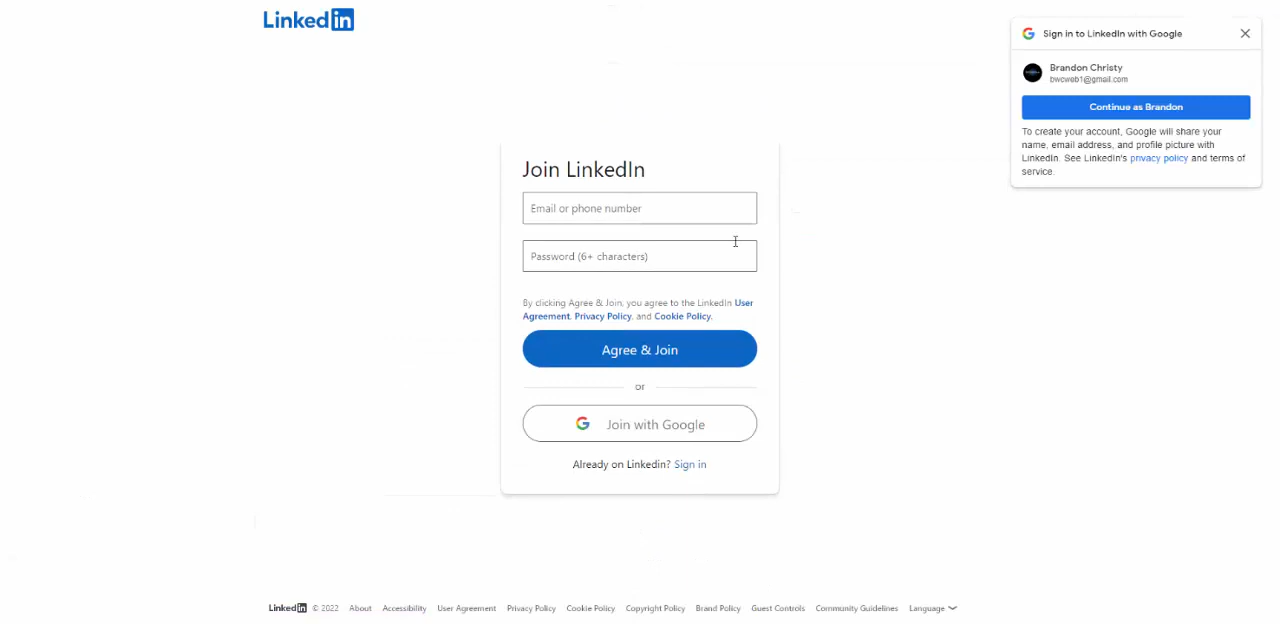 Linkedin
Sign in to LinkedIn with Google
Brandon Christy
bwcweb1@gmail.com
Continue as Brandon
To create your account, Google will share your
name, email address, and profile picture with
LinkedIn. See LinkedIn's privacy policy and terms of
service.
Join LinkedIn
Email or phone number
Password (6+ characters)
By clicking Agree & Join, you agree to the LinkedIn User
Agreement, Privacy Policy, and Cookie Policy.
Agree & Join
or
Join with Google
Already on Linkedin? Sign in
Linkedin © 2022 About Accessibility User Agreement Privacy Policy Cookie Policy Copyright Policy Brand Policy Guest Controls Community Guidelines Language